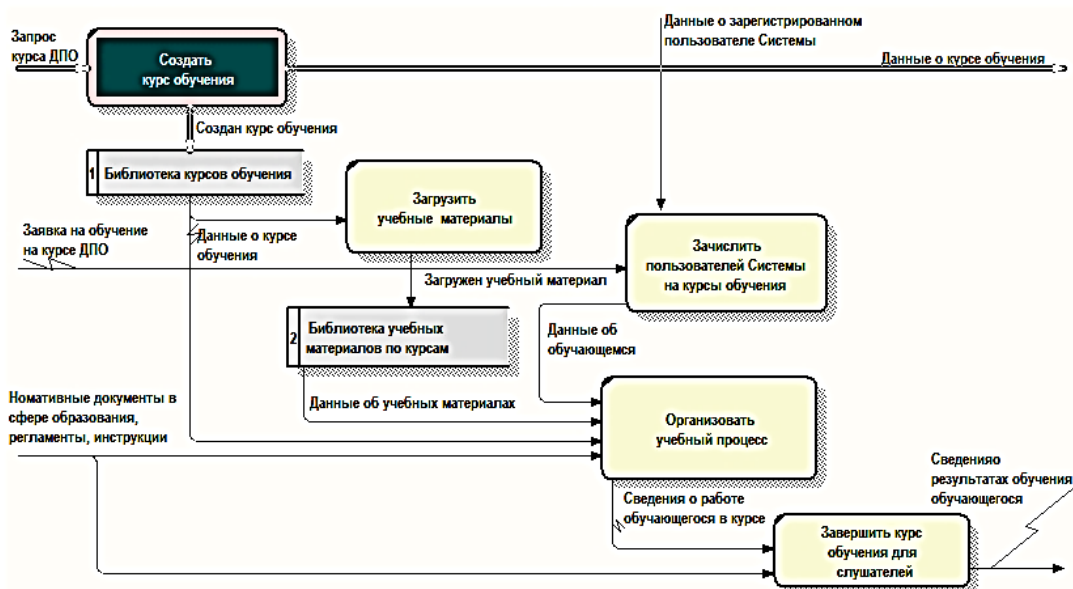 Запрос
курса ДПО
Создать
курс обучения
Данные о зарегистрированном
пользователе Системы
Данные о курсе обучения
Создан курс обучения
1
Библиотека курсов обучения
Загрузить
учебные материалы
Заявка на обучение
на курсе ДПО
Данные о курсе
обучения
Зачислить
пользователей Системы
на курсы обучения
Загружен учебный материал
2
Библиотека учебных
материалов по курсам
Данные об
обучающемся
Номативные документы в
сфере образования,
регламенты, инструкции
Данные об учебных материалах
Организовать
учебный процесс
Сведения о работе
обучающегося в курсе
Сведенияо
результатах обучения
обучающегося
Завершить курс
обучения для
слушателей